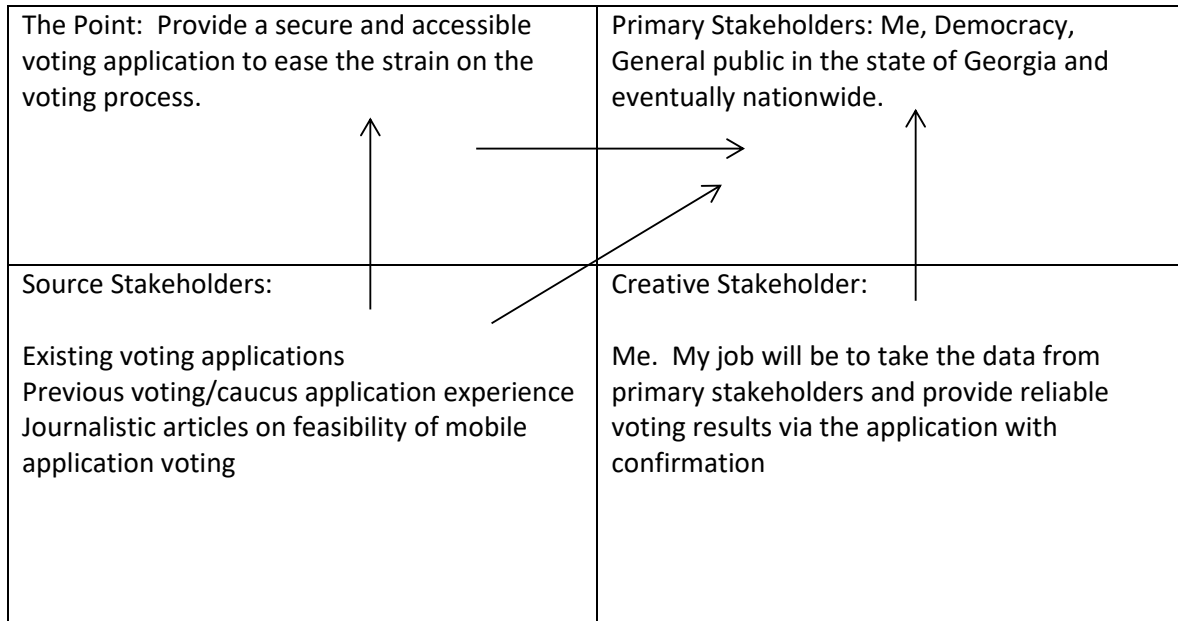 The Point:  Provide a secure and accessible
voting application to ease the strain on the
voting process.
Primary Stakeholders: Me, Democracy,
General public in the state of Georgia and
eventually nationwide.
Source Stakeholders:
Existing voting applications
Previous voting/caucus application experience
Journalistic articles on feasibility of mobile
application voting
Creative Stakeholder:
Me.  My job will be to take the data from
primary stakeholders and provide reliable
voting results via the application with
confirmation